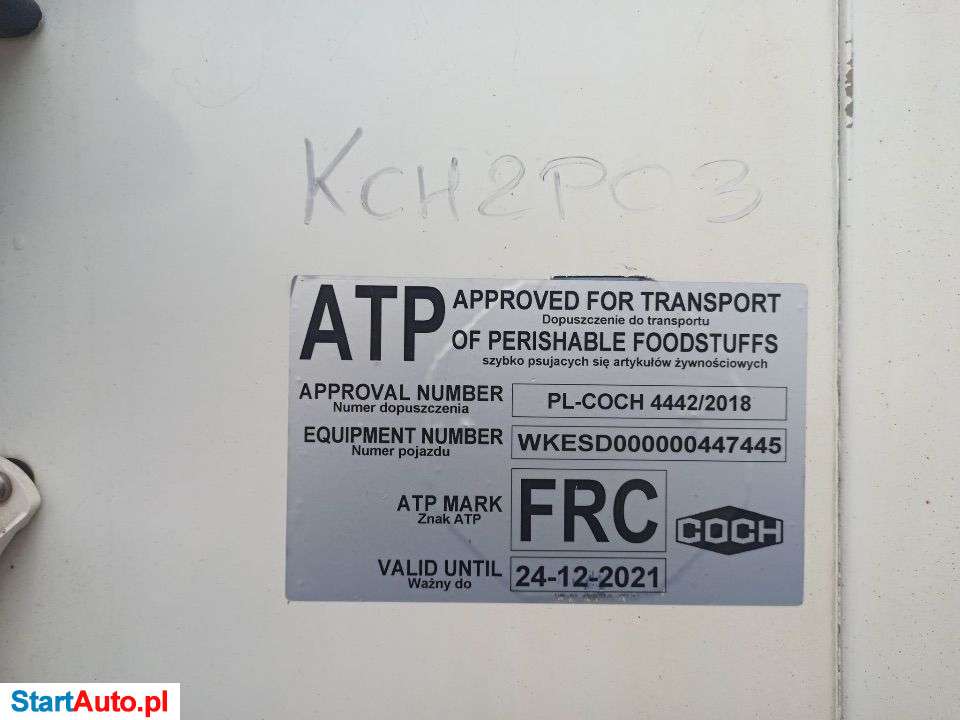 KCH2P03
ATP APPROVED FOR TRANSPORT
Dopuszczenie do transportu
OF PERISHABLE FOODSTUFFS
szybko psujacych się artykułów żywnościowych
APPROVAL NUMBER PL-COCH 4442/2018
Numer dopuszczenia
EQUIPMENT NUMBER WKESD000000447445
Numer pojazdu
ATP MARK FRC COCH
Znak ATP
VALID UNTIL 24-12-2021
Ważny do
StartAuto.pl